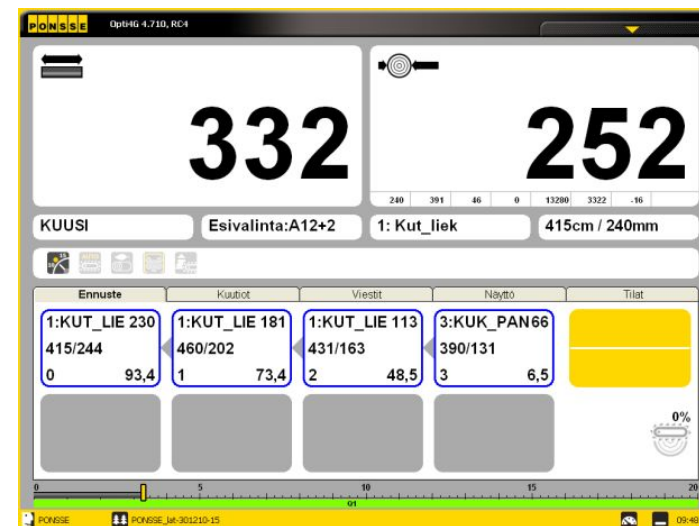 PONSSE Opti4G 4.710, RC4
332
252
240 391 46 0 13280 3322 -16
KUUSI Esivalinta:A12+2 1: Kut_liek 415cm / 240mm
Ennuste Kuutiot Viestit Näyttö Tilat
1:KUT_LIE 230 1:KUT_LIE 181 1:KUT_LIE 113 3:KUK_PAN66
415/244 460/202 431/163 390/131
0 93,4 1 73,4 2 48,5 3 6,5
0%
0 5 10 15 20
PONSSE PONSSE_lat-301210-15 09:48